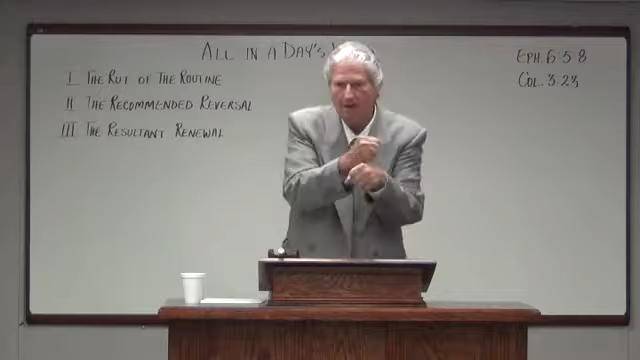 ALL IN A DAY'S
I THE RUT OF THE ROUTINE
II THE RECOMMENDED REVERSAL
III THE RESULTANT RENEWAL
EPH. 6:5-8
COL. 3:23